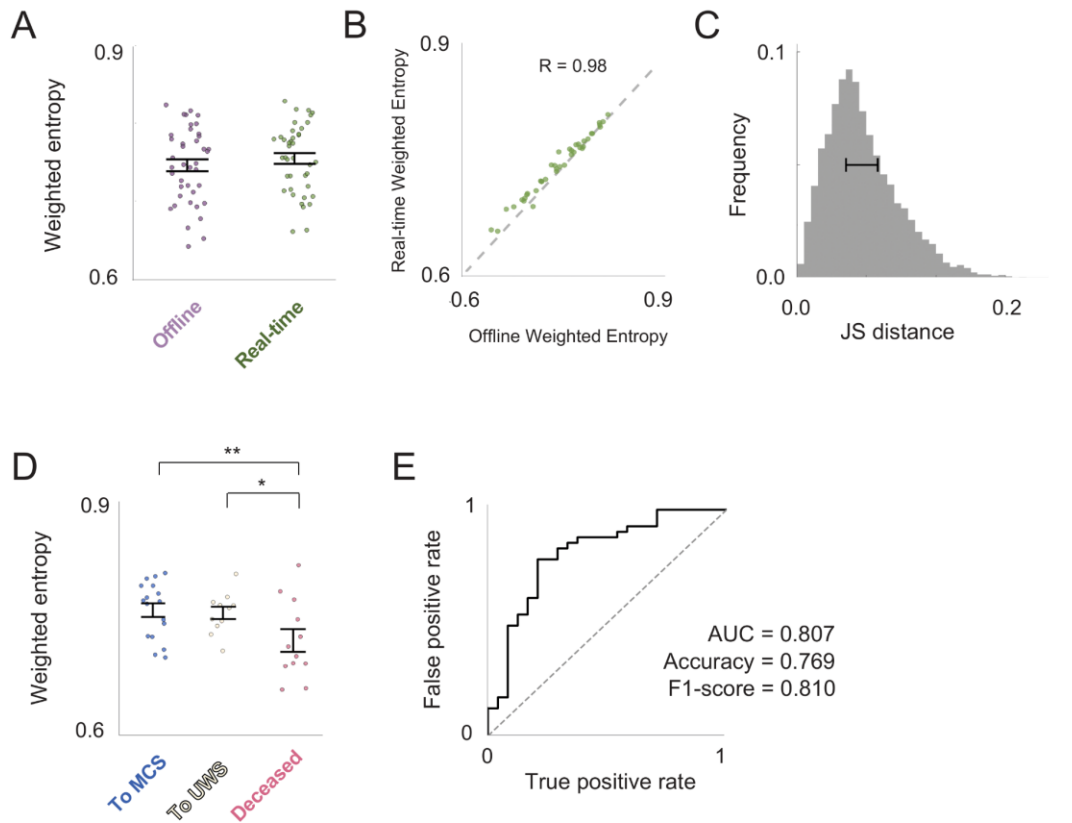 A
0.9
Weighted entropy
0.6
Offline
Real-time
B
0.9
Real-time Weighted Entropy
R = 0.98
0.6
0.6
0.9
Offline Weighted Entropy
C
0.1
Frequency
0.0
0.0
0.2
JS distance
D
**
*
0.9
Weighted entropy
0.6
To MCS
To UWS
Deceased
E
1
False positive rate
AUC = 0.807
Accuracy = 0.769
F1-score = 0.810
0
0
1
True positive rate